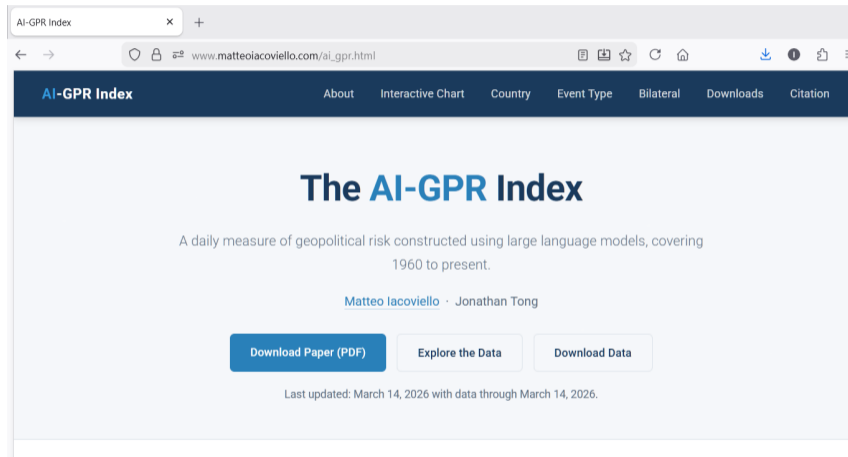 AI-GPR Index
www.matteoiacoviello.com/ai_gpr.html
AI-GPR Index
About
Interactive Chart
Country
Event Type
Bilateral
Downloads
Citation
The AI-GPR Index
A daily measure of geopolitical risk constructed using large language models, covering
1960 to present.
Matteo Iacoviello · Jonathan Tong
Download Paper (PDF)
Explore the Data
Download Data
Last updated: March 14, 2026 with data through March 14, 2026.